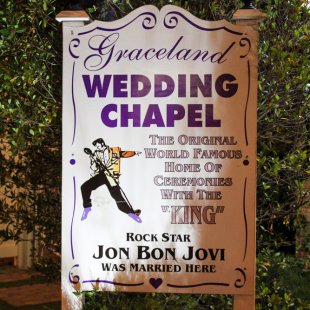 Graceland
WEDDING
CHAPEL
THE ORIGINAL
WORLD FAMOUS
HOME OF
CEREMONIES
WITH THE
"KING"
ROCK STAR
JON BON JOVI
WAS MARRIED HERE